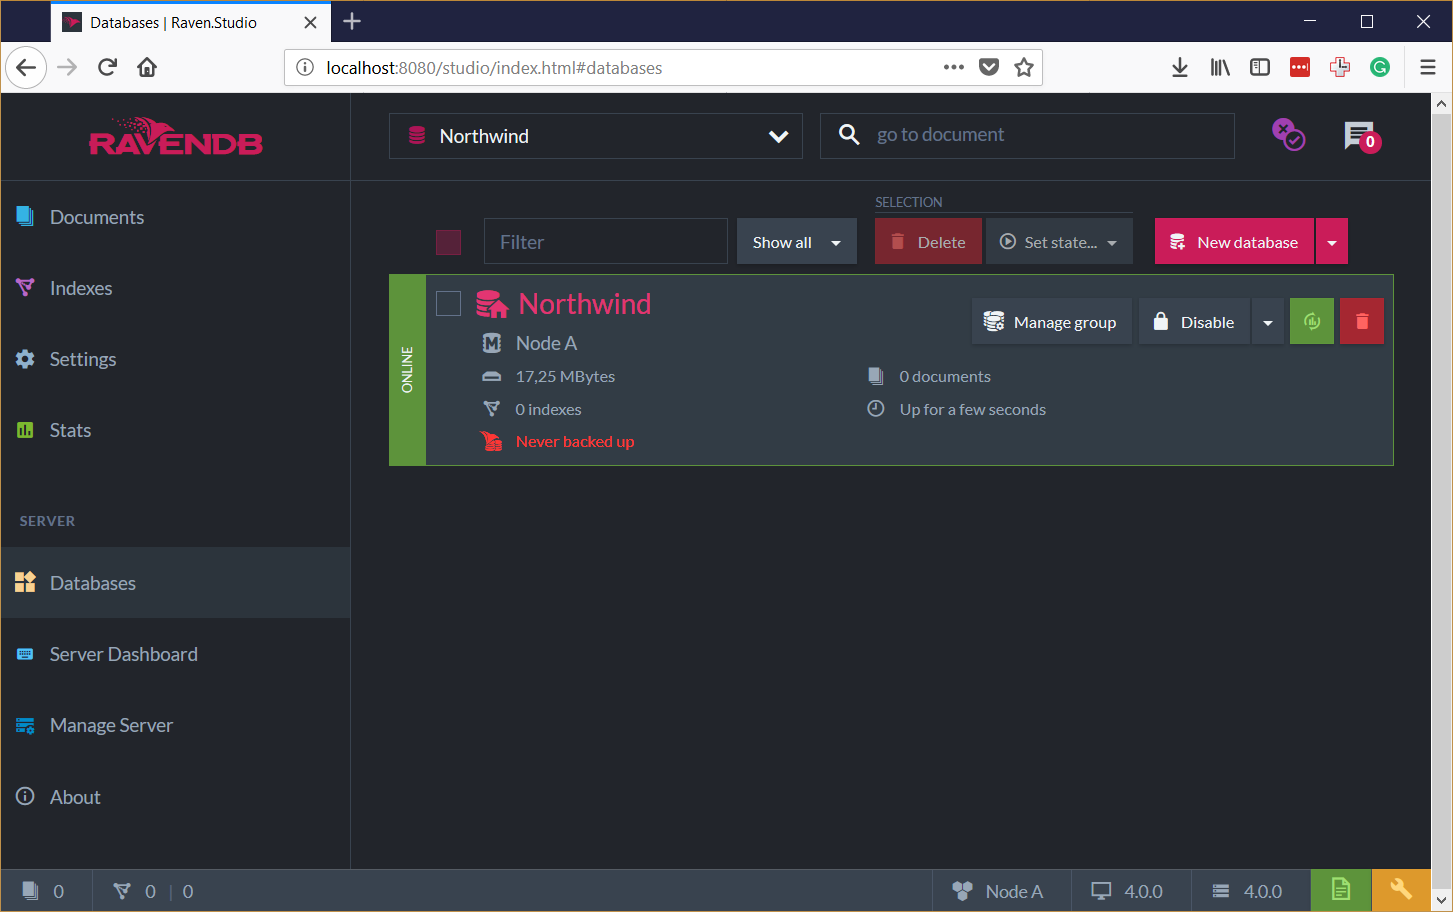 Databases | Raven.Studio
localhost:8080/studio/index.html#databases
RAVENDB
Northwind
go to document
0
Documents
Indexes
Settings
Stats
SERVER
Databases
Server Dashboard
Manage Server
About
SELECTION
Filter
Show all
Delete
Set state...
New database
ONLINE
Northwind
Manage group
Disable
Node A
17,25 MBytes
0 documents
0 indexes
Up for a few seconds
Never backed up
0
0 | 0
Node A
4.0.0
4.0.0